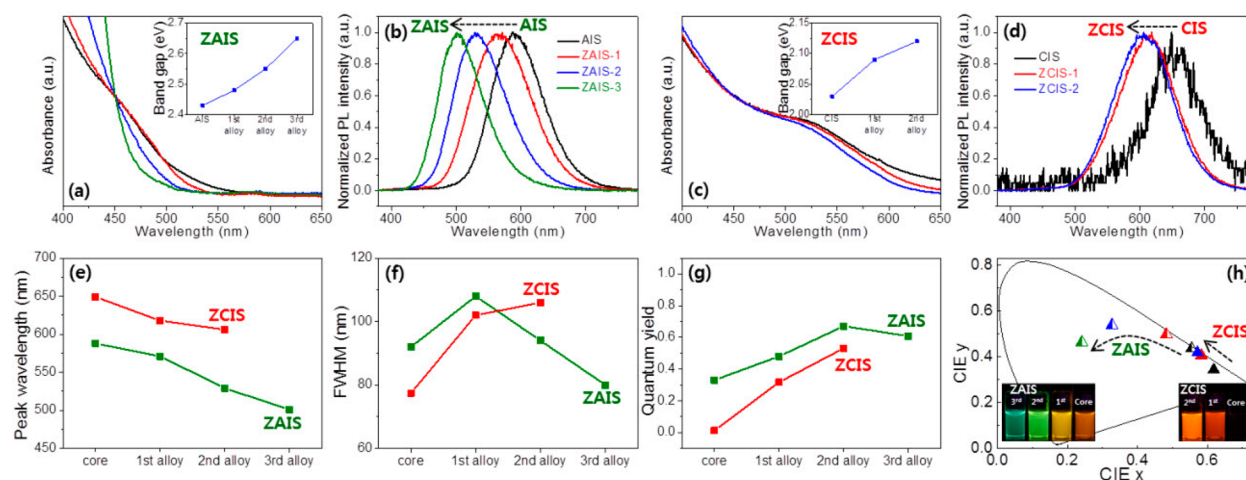 2.7
2.6
2.5
2.4
Band gap (eV)
ZAIS
AIS
1st
alloy
2nd
alloy
3rd
alloy
Absorbance (a.u.)
(a)
400
450
500
550
600
650
Wavelength (nm)
Normalized PL intensity (a.u.)
1.0
0.8
0.6
0.4
0.2
0.0
(b)
ZAIS
AIS
AIS
ZAIS-1
ZAIS-2
ZAIS-3
400
500
600
700
Wavelength (nm)
2.15
2.10
2.05
2.00
Band gap (eV)
ZCIS
CIS
1st
alloy
2nd
alloy
Absorbance (a.u.)
(c)
400
450
500
550
600
650
Wavelength (nm)
Normalized PL intensity (a.u.)
1.0
0.8
0.6
0.4
0.2
0.0
(d)
ZCIS
CIS
CIS
ZCIS-1
ZCIS-2
400
500
600
700
Wavelength (nm)
Peak wavelength (nm)
700
650
600
550
500
450
(e)
ZCIS
ZAIS
core
1st alloy
2nd alloy
3rd alloy
FWHM (nm)
120
100
80
60
(f)
ZCIS
ZAIS
core
1st alloy
2nd alloy
3rd alloy
Quantum yield
1.0
0.8
0.6
0.4
0.2
0.0
(g)
ZAIS
ZCIS
core
1st alloy
2nd alloy
3rd alloy
CIE y
0.8
0.6
0.4
0.2
0.0
(h)
ZCIS
ZAIS
ZAIS
3rd
2nd
1st
Core
ZCIS
2nd
1st
Core
0.0
0.2
0.4
0.6
CIE x